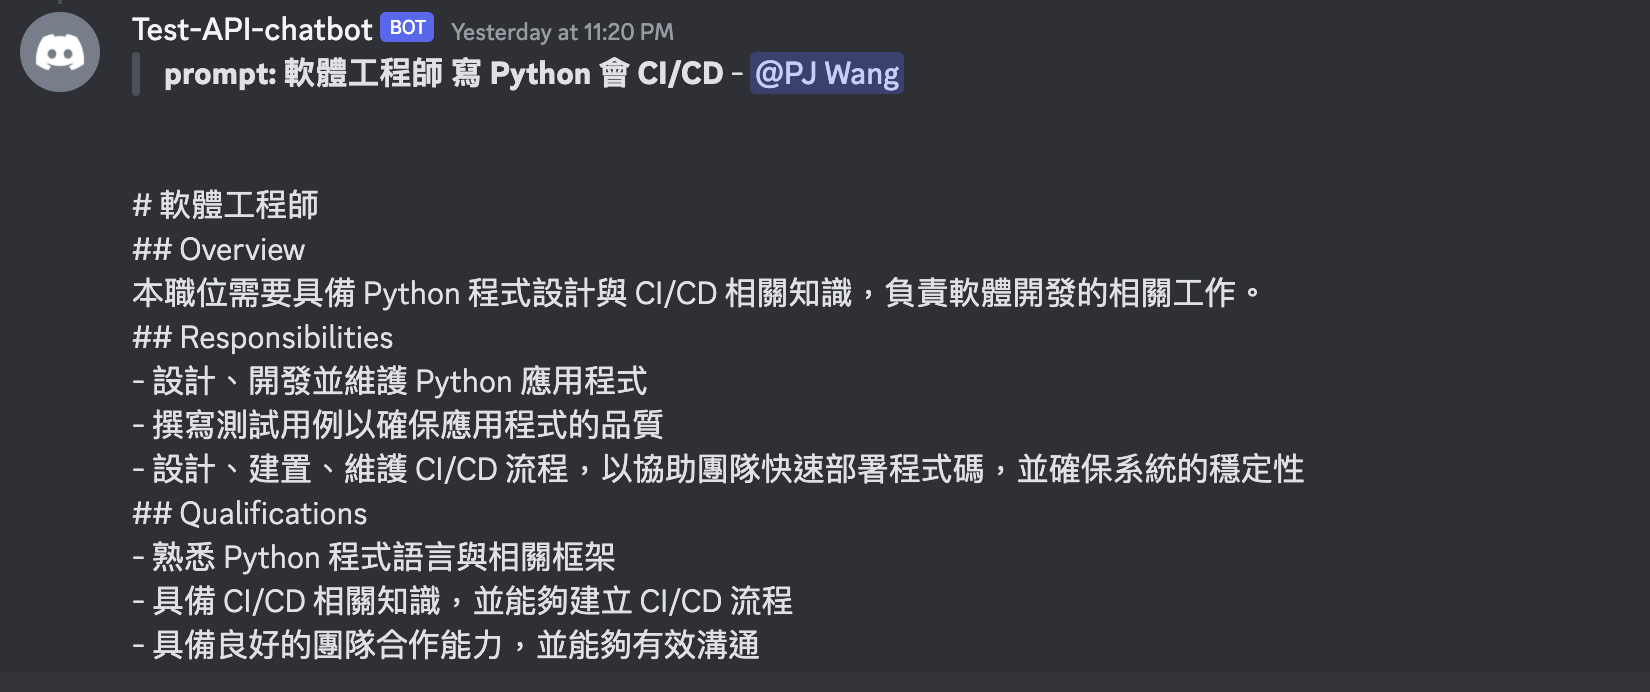 Test-API-chatbot BOT Yesterday at 11:20 PM
prompt: 軟體工程師 寫 Python 會 CI/CD - @PJ Wang
# 軟體工程師
## Overview
本職位需要具備 Python 程式設計與 CI/CD 相關知識，負責軟體開發的相關工作。
## Responsibilities
- 設計、開發並維護 Python 應用程式
- 撰寫測試用例以確保應用程式的品質
- 設計、建置、維護 CI/CD 流程，以協助團隊快速部署程式碼，並確保系統的穩定性
## Qualifications
- 熟悉 Python 程式語言與相關框架
- 具備 CI/CD 相關知識，並能夠建立 CI/CD 流程
- 具備良好的團隊合作能力，並能夠有效溝通